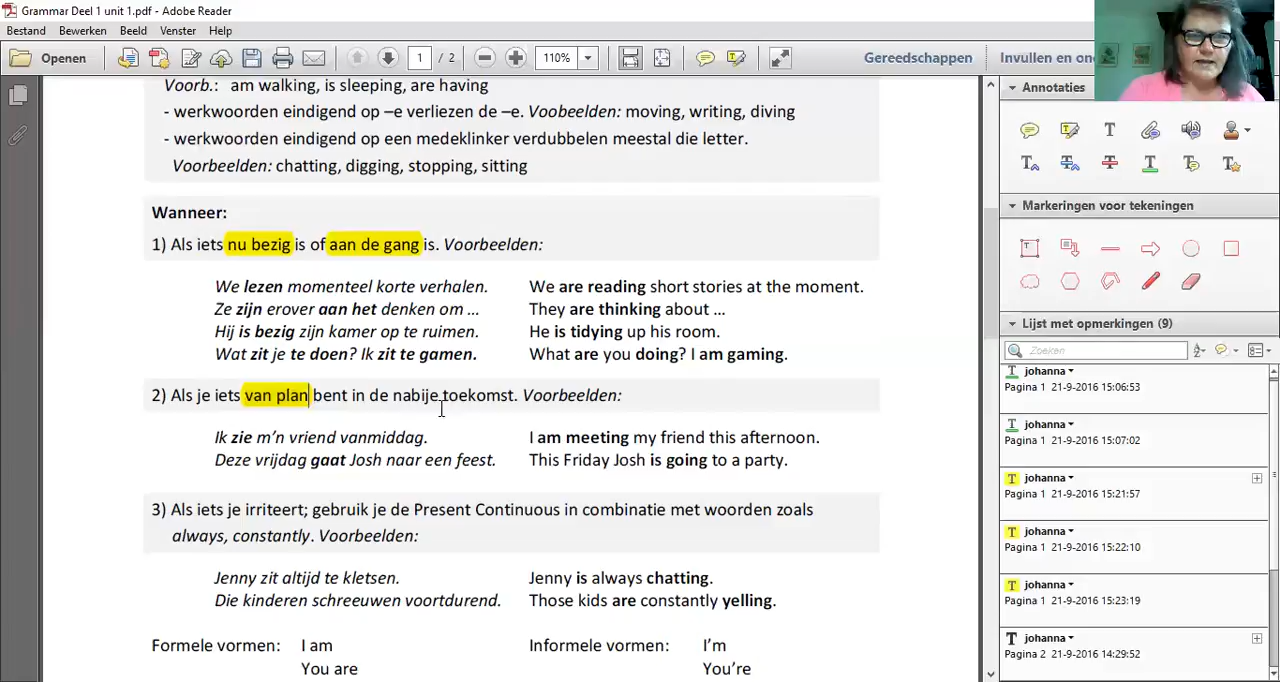 Grammar Deel 1 unit 1.pdf - Adobe Reader
Bestand Bewerken Beeld Venster Help
Openen 1 / 2 110% Gereedschappen Invullen en
Voorb.: am walking, is sleeping, are having
- werkwoorden eindigend op –e verliezen de –e. Voobeelden: moving, writing, diving
- werkwoorden eindigend op een medeklinker verdubbelen meestal die letter.
Voorbeelden: chatting, digging, stopping, sitting
Wanneer:
1) Als iets nu bezig is of aan de gang is. Voorbeelden:
We lezen momenteel korte verhalen. We are reading short stories at the moment.
Ze zijn erover aan het denken om ... They are thinking about ...
Hij is bezig zijn kamer op te ruimen. He is tidying up his room.
Wat zit je te doen? Ik zit te gamen. What are you doing? I am gaming.
2) Als je iets van plan bent in de nabije toekomst. Voorbeelden:
Ik zie m'n vriend vanmiddag. I am meeting my friend this afternoon.
Deze vrijdag gaat Josh naar een feest. This Friday Josh is going to a party.
3) Als iets je irriteert; gebruik je de Present Continuous in combinatie met woorden zoals
always, constantly. Voorbeelden:
Jenny zit altijd te kletsen. Jenny is always chatting.
Die kinderen schreeuwen voortdurend. Those kids are constantly yelling.
Formele vormen: I am Informele vormen: I'm
You are You're
Annotaties
Markeringen voor tekeningen
Lijst met opmerkingen (9)
Zoeken
johanna
Pagina 1 21-9-2016 15:06:53
johanna
Pagina 1 21-9-2016 15:07:02
johanna
Pagina 1 21-9-2016 15:21:57
johanna
Pagina 1 21-9-2016 15:22:10
johanna
Pagina 1 21-9-2016 15:23:19
johanna
Pagina 2 21-9-2016 14:29:52